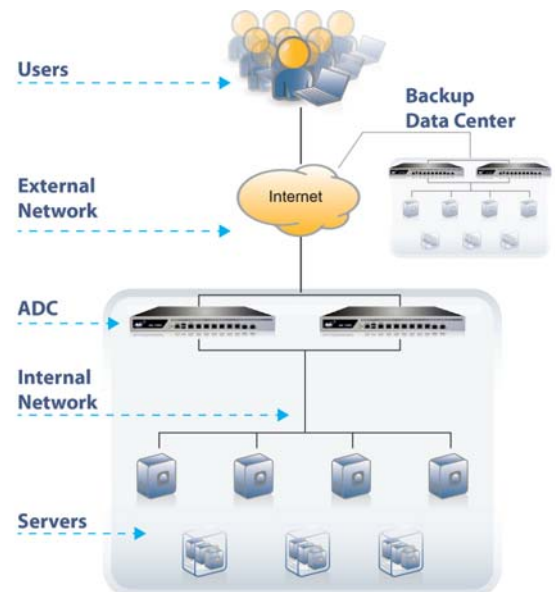 Users
Backup
Data Center
External
Network
Internet
ADC
Internal
Network
Servers